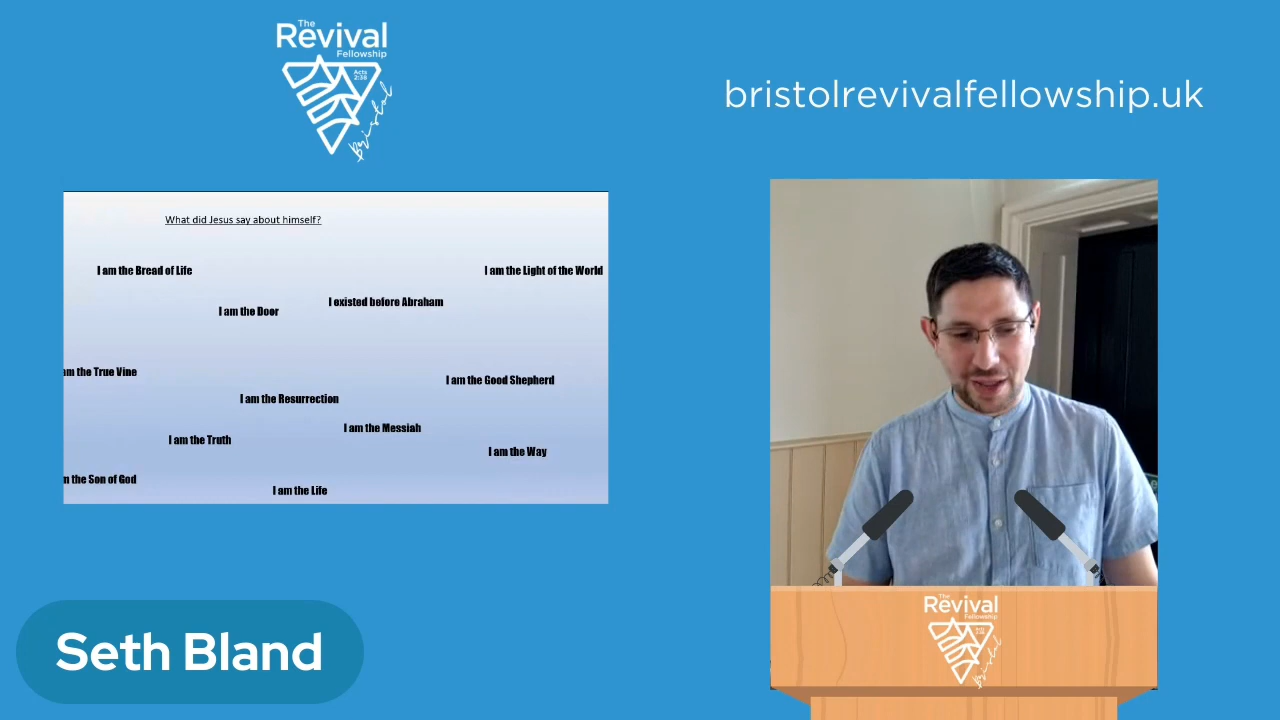 The
Revival
Fellowship
Acts
2:38
Bristol
bristolrevivalfellowship.uk
What did Jesus say about himself?
I am the Bread of Life
I am the Light of the World
I existed before Abraham
I am the Door
am the True Vine
I am the Good Shepherd
I am the Resurrection
I am the Messiah
I am the Truth
I am the Way
m the Son of God
I am the Life
Seth Bland
The
Revival
Fellowship
Bristol